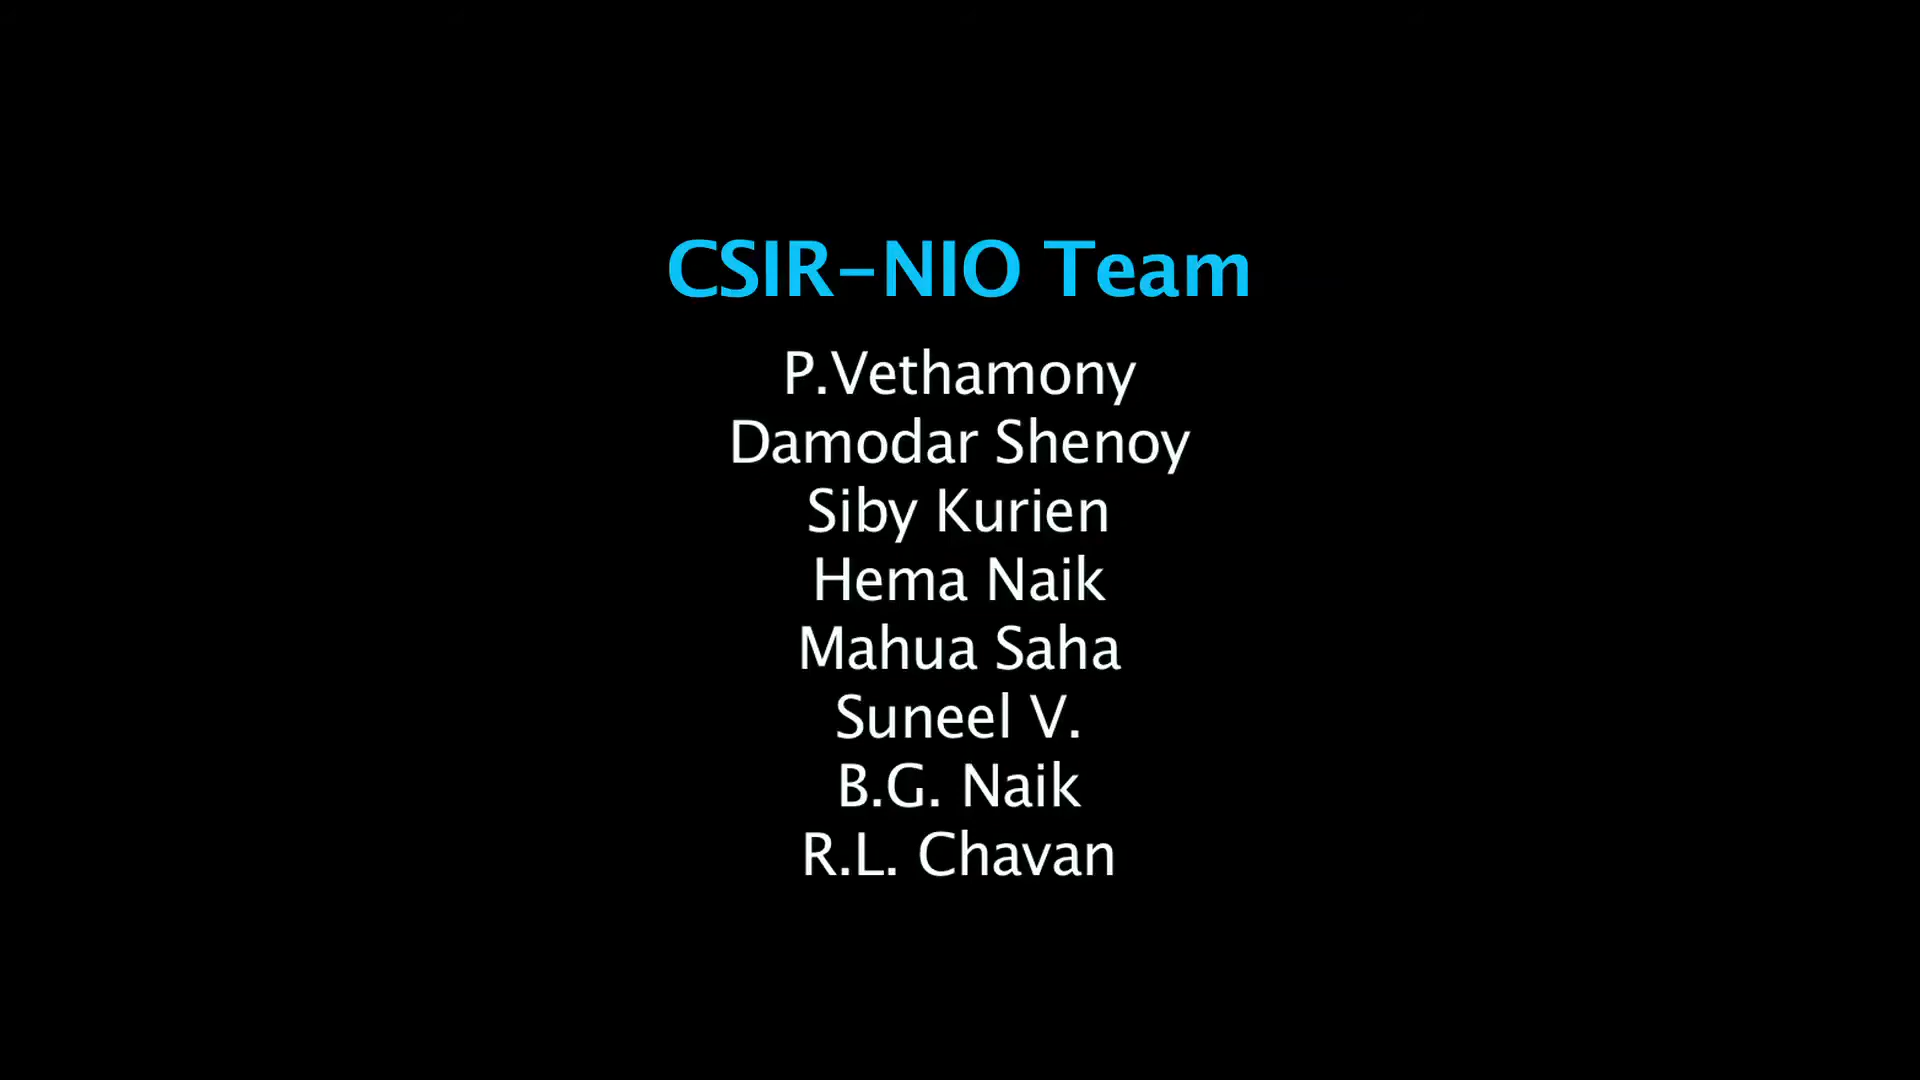 CSIR-NIO Team
P.Vethamony
Damodar Shenoy
Siby Kurien
Hema Naik
Mahua Saha
Suneel V.
B.G. Naik
R.L. Chavan